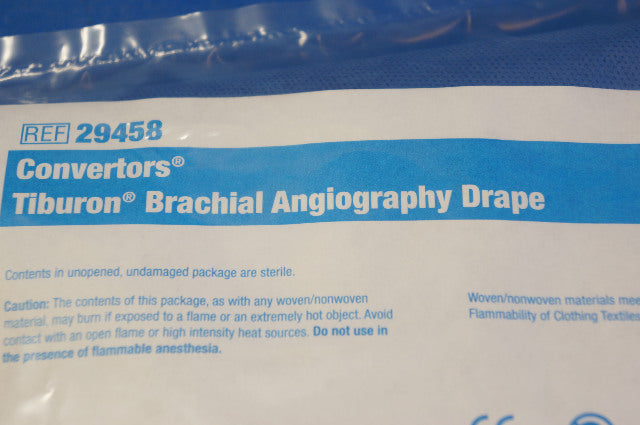 REF 29458
Convertors®
Tiburon® Brachial Angiography Drape
Contents in unopened, undamaged package are sterile.
Caution: The contents of this package, as with any woven/nonwoven
material, may burn if exposed to a flame or an extremely hot object. Avoid
contact with an open flame or high intensity heat sources. Do not use in
the presence of flammable anesthesia.
Woven/nonwoven materials mee
Flammability of Clothing Textiles